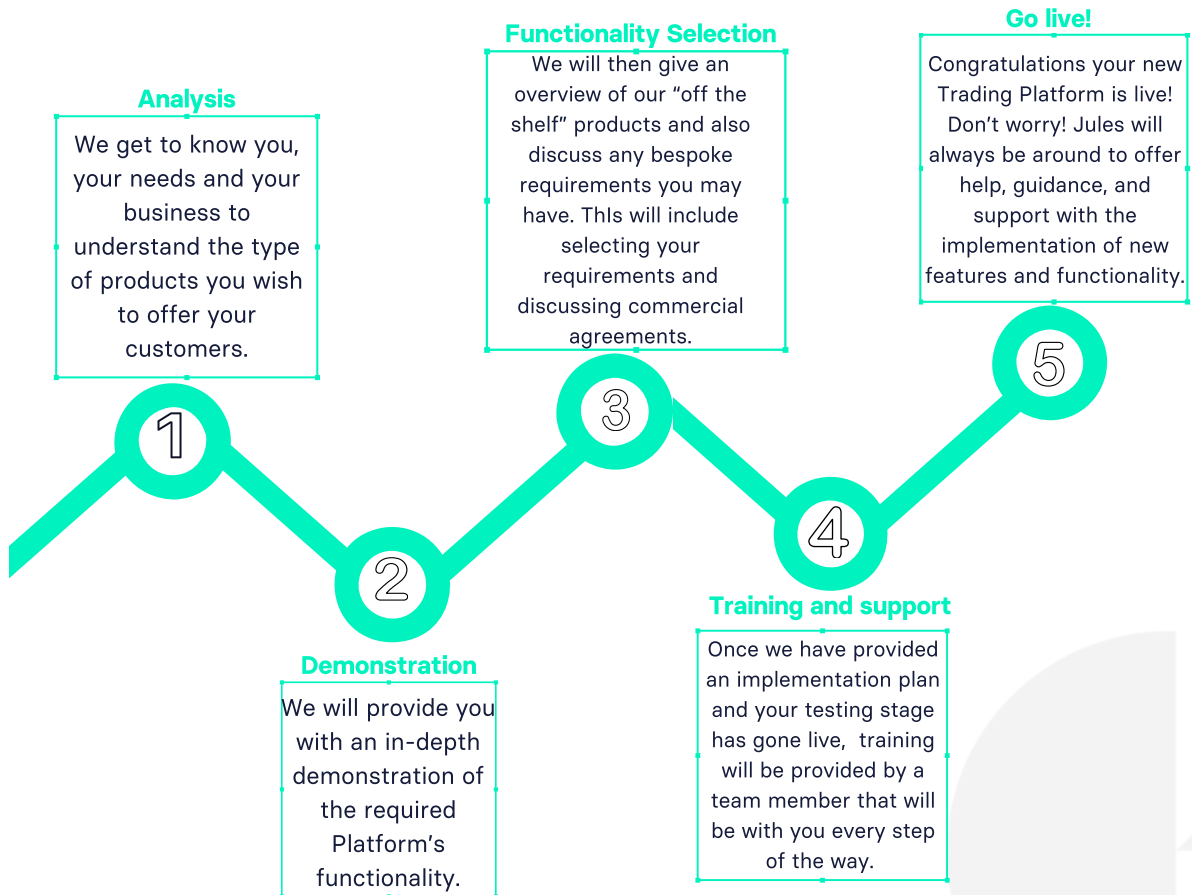 Analysis
We get to know you,
your needs and your
business to
understand the type
of products you wish
to offer your
customers.
1
2
Demonstration
We will provide you
with an in-depth
demonstration of
the required
Platform's
functionality.
Functionality Selection
We will then give an
overview of our “off the
shelf” products and also
discuss any bespoke
requirements you may
have. ThIs will include
selecting your
requirements and
discussing commercial
agreements.
3
4
Training and support
Once we have provided
an implementation plan
and your testing stage
has gone live,  training
will be provided by a
team member that will
be with you every step
of the way.
Go live!
Congratulations your new
Trading Platform is live!
Don't worry! Jules will
always be around to offer
help, guidance, and
support with the
implementation of new
features and functionality.
5